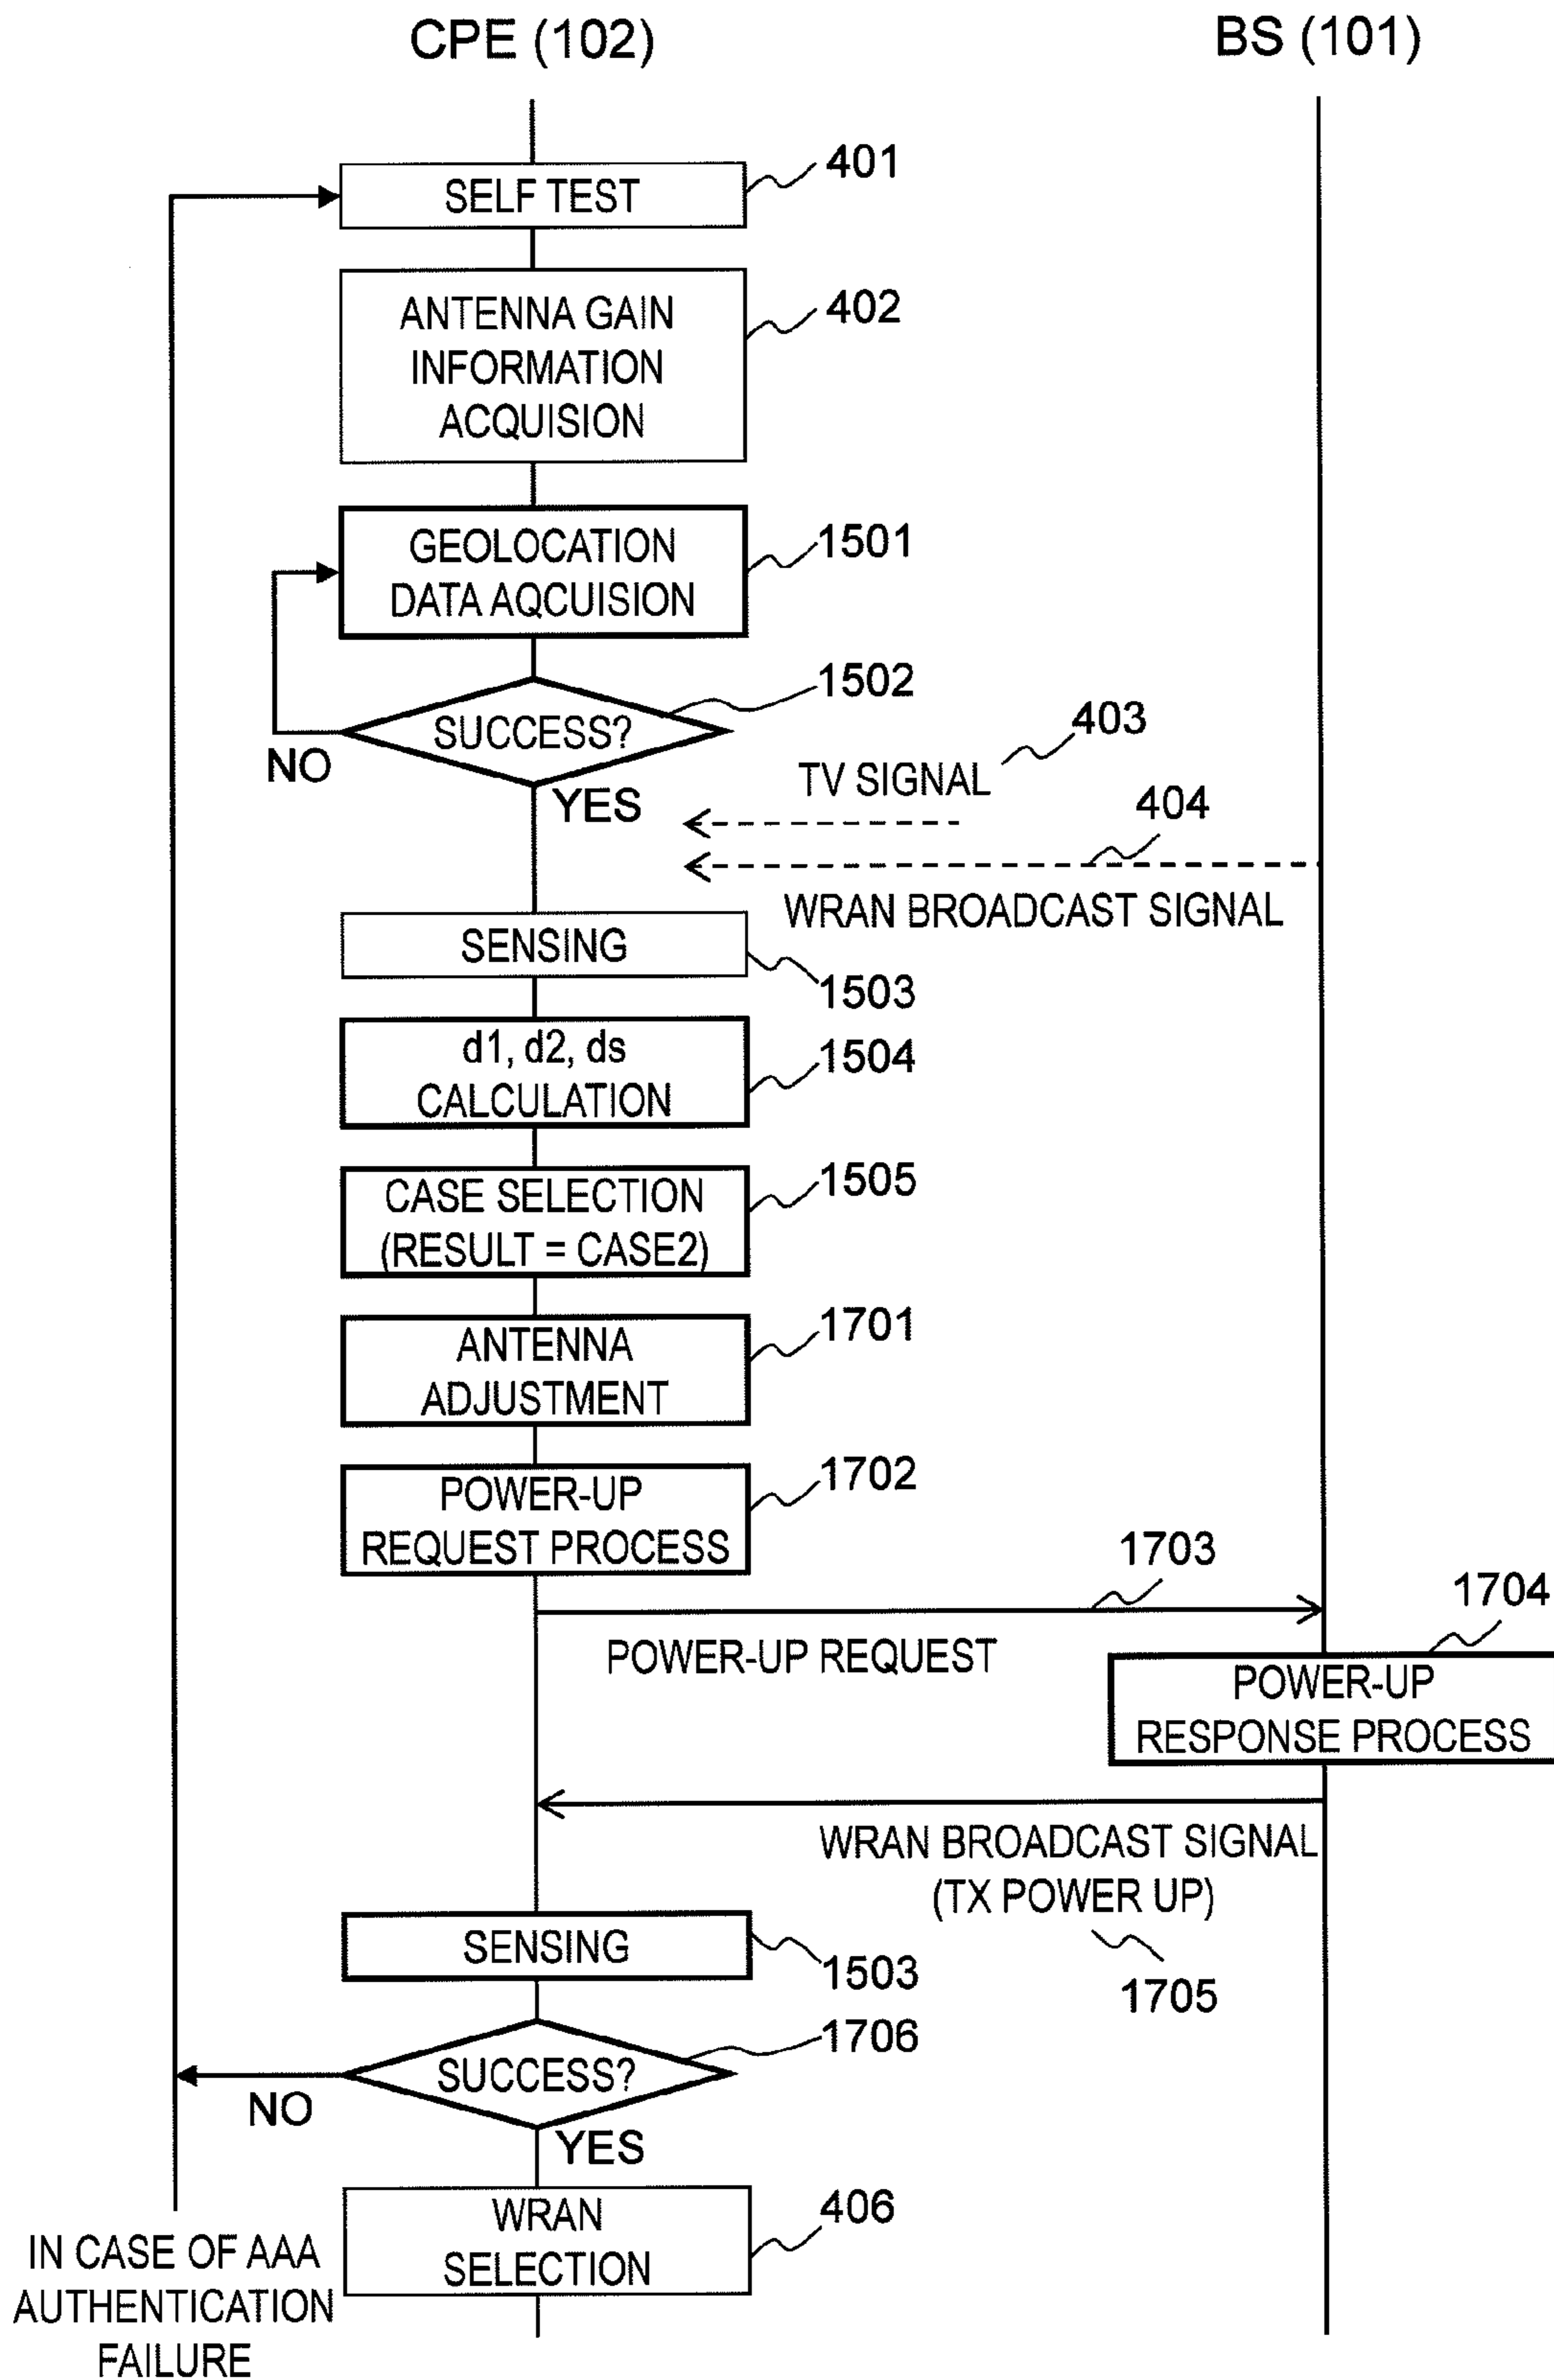 CPE (102)
BS (101)
401
SELF TEST
402
ANTENNA GAIN
INFORMATION
ACQUISION
1501
GEOLOCATION
DATA AQCUISION
1502
SUCCESS?
NO
YES
403
TV SIGNAL
404
WRAN BROADCAST SIGNAL
SENSING
1503
d1, d2, ds
CALCULATION
1504
CASE SELECTION
(RESULT = CASE2)
1505
ANTENNA
ADJUSTMENT
1701
POWER-UP
REQUEST PROCESS
1702
1703
POWER-UP REQUEST
1704
POWER-UP
RESPONSE PROCESS
WRAN BROADCAST SIGNAL
(TX POWER UP)
1705
SENSING
1503
1706
SUCCESS?
NO
YES
WRAN
SELECTION
406
IN CASE OF AAA
AUTHENTICATION
FAILURE